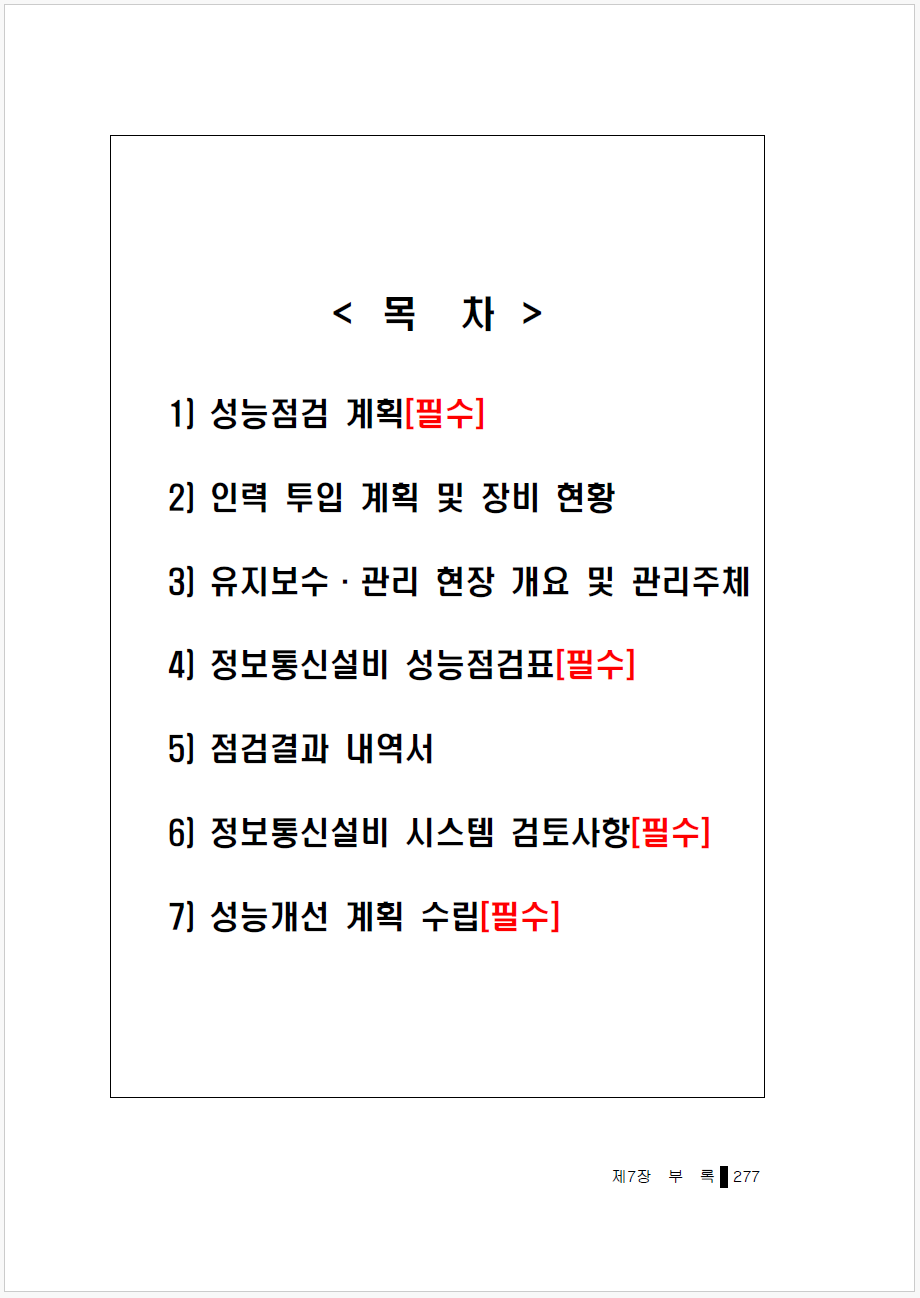 < 목 차 >
1) 성능점검 계획[필수]
2) 인력 투입 계획 및 장비 현황
3) 유지보수·관리 현장 개요 및 관리주체
4) 정보통신설비 성능점검표[필수]
5) 점검결과 내역서
6) 정보통신설비 시스템 검토사항[필수]
7) 성능개선 계획 수립[필수]
제7장 부 록 277